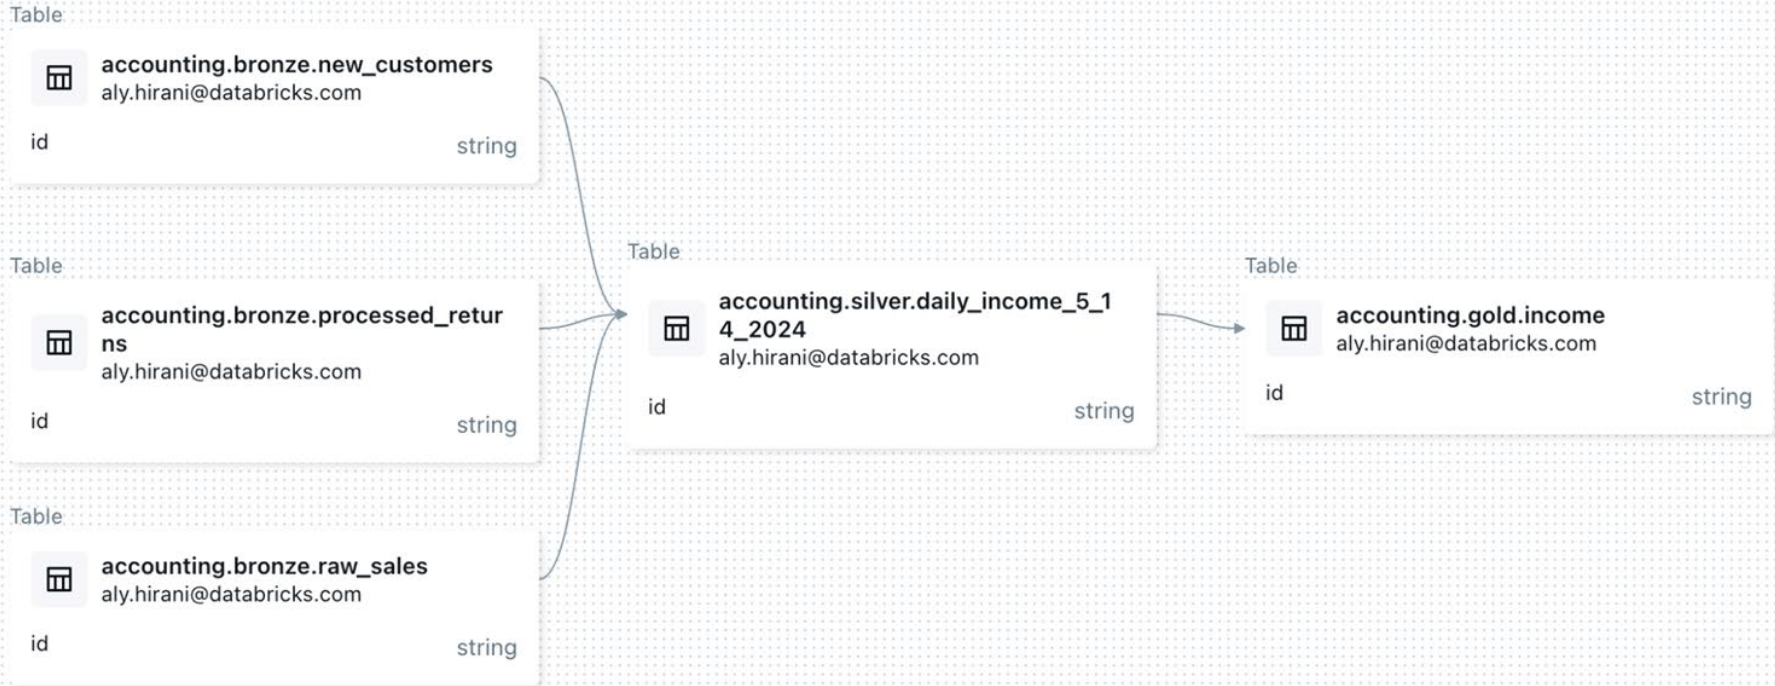 Table
accounting.bronze.new_customers
aly.hirani@databricks.com
id
string
Table
accounting.bronze.processed_retur
ns
aly.hirani@databricks.com
id
string
Table
accounting.bronze.raw_sales
aly.hirani@databricks.com
id
string
Table
accounting.silver.daily_income_5_1
4_2024
aly.hirani@databricks.com
id
string
Table
accounting.gold.income
aly.hirani@databricks.com
id
string